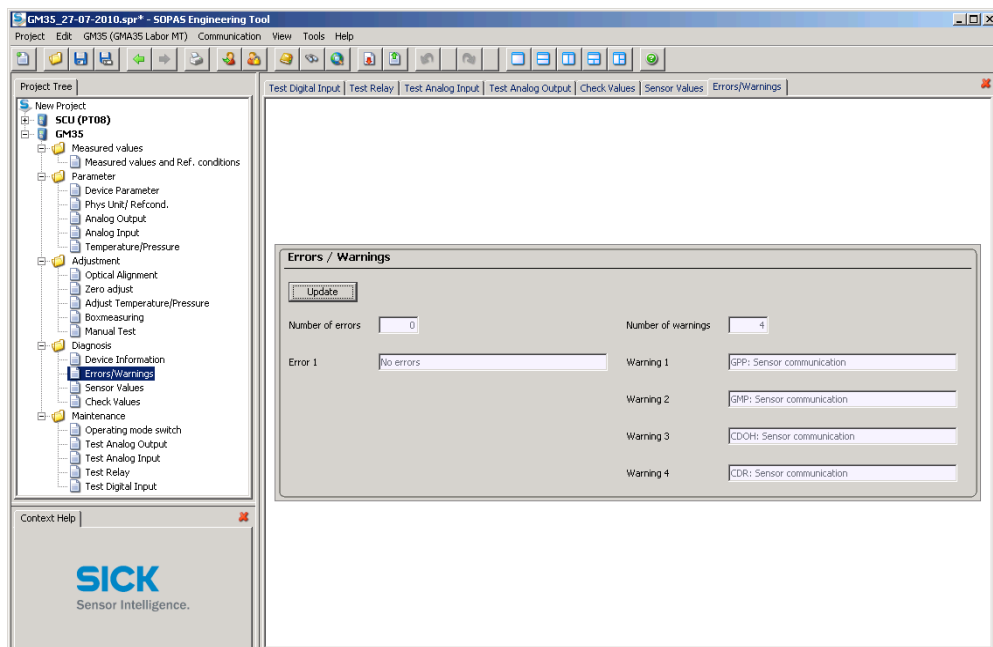 GM35_27-07-2010.spr* - SOPAS Engineering Tool
Project Edit GM35 (GMA35 Labor MT) Communication View Tools Help
Project Tree
New Project
SCU (PT08)
GM35
Measured values
Measured values and Ref. conditions
Parameter
Device Parameter
Phys Unit/ Refcond.
Analog Output
Analog Input
Temperature/Pressure
Adjustment
Optical Alignment
Zero adjust
Adjust Temperature/Pressure
Boxmeasuring
Manual Test
Diagnosis
Device Information
Errors/Warnings
Sensor Values
Check Values
Maintenance
Operating mode switch
Test Analog Output
Test Analog Input
Test Relay
Test Digital Input
Context Help
SICK
Sensor Intelligence.
Test Digital Input Test Relay Test Analog Input Test Analog Output Check Values Sensor Values Errors/Warnings
Errors / Warnings
Update
Number of errors 0 Number of warnings 4
Error 1 No errors Warning 1 GPP: Sensor communication
Warning 2 GMP: Sensor communication
Warning 3 CDOH: Sensor communication
Warning 4 CDR: Sensor communication